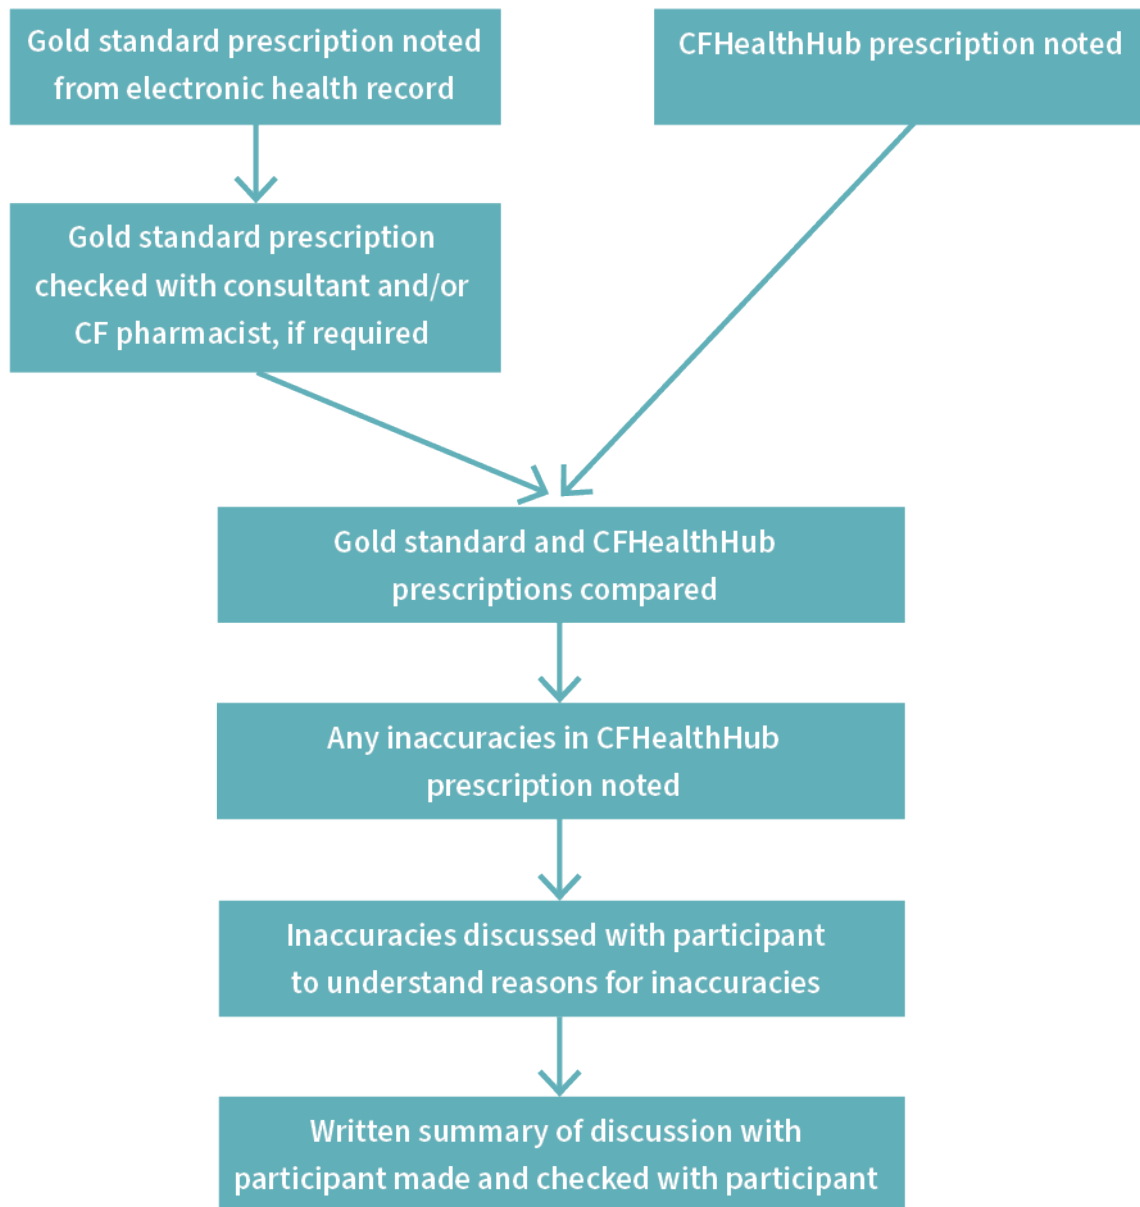 Gold standard prescription noted
from electronic health record
CFHealthHub prescription noted
Gold standard prescription
checked with consultant and/or
CF pharmacist, if required
Gold standard and CFHealthHub
prescriptions compared
Any inaccuracies in CFHealthHub
prescription noted
Inaccuracies discussed with participant
to understand reasons for inaccuracies
Written summary of discussion with
participant made and checked with participant